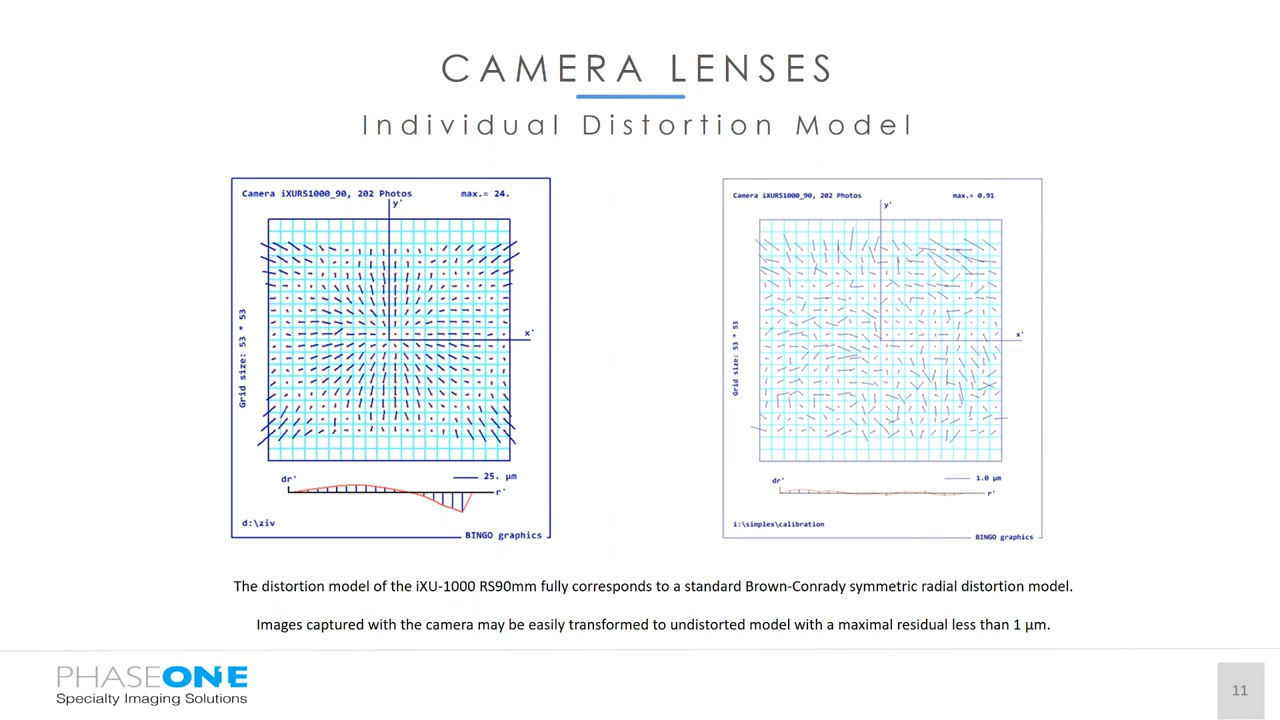 CAMERA LENSES
Individual Distortion Model
Camera iXURS1000_90, 202 Photos max.= 24.
y'
x'
Grid size: 53 * 53
dr'
25. µm
r'
d:\ziv
BINGO graphics
Camera iXURS1000_90, 202 Photos max.= 0.91
y'
x'
Grid size: 53 * 53
dr'
1.0 µm
r'
i:\simplex\calibration
BINGO graphics
The distortion model of the iXU-1000 RS90mm fully corresponds to a standard Brown-Conrady symmetric radial distortion model.
Images captured with the camera may be easily transformed to undistorted model with a maximal residual less than 1 µm.
PHASEONE
Specialty Imaging Solutions
11